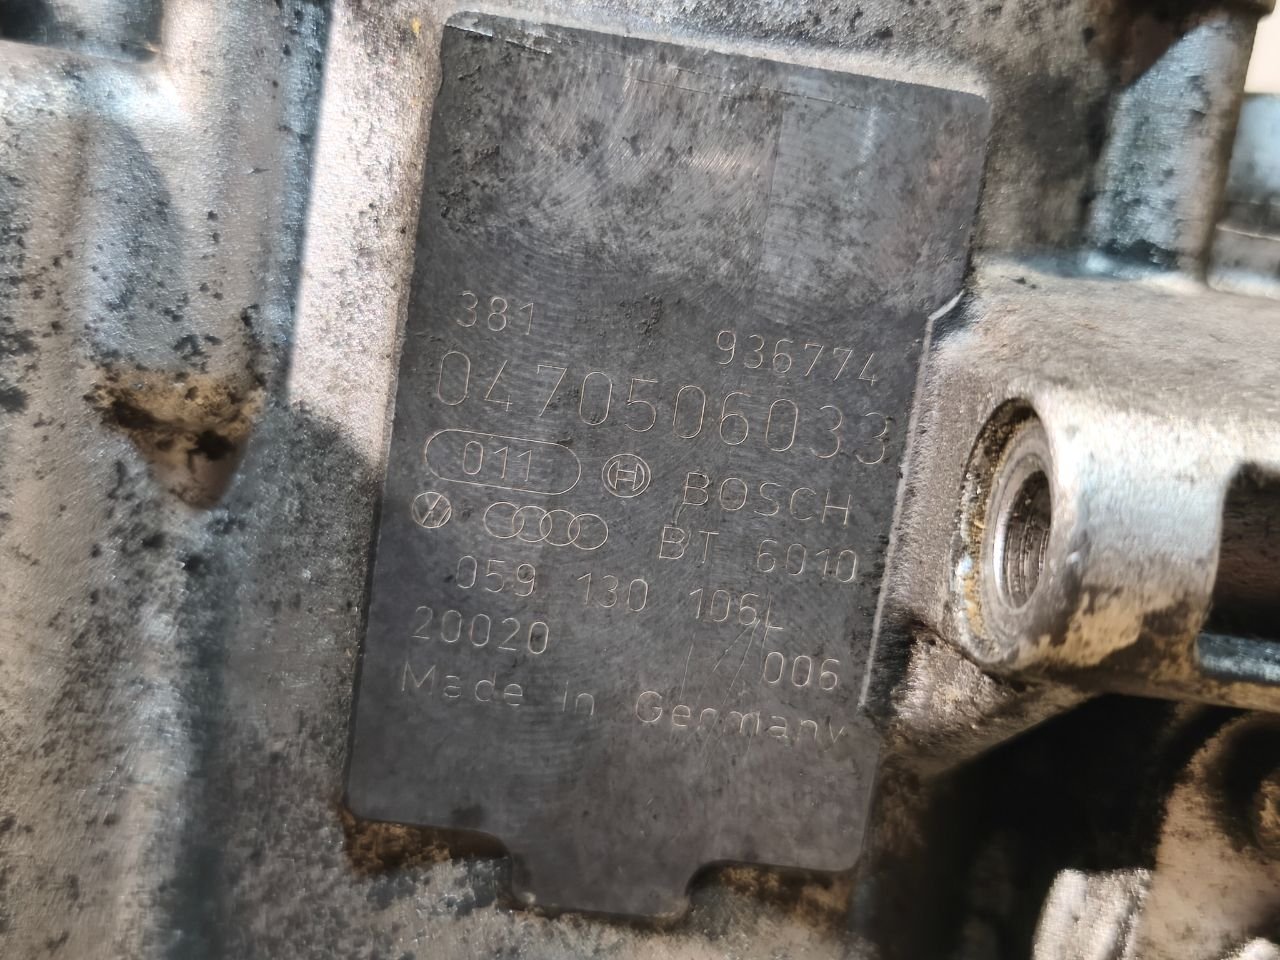 381 936774
0470506033
011 BOSCH
BT 6010
059 130 106L
20020 006
Made in Germany